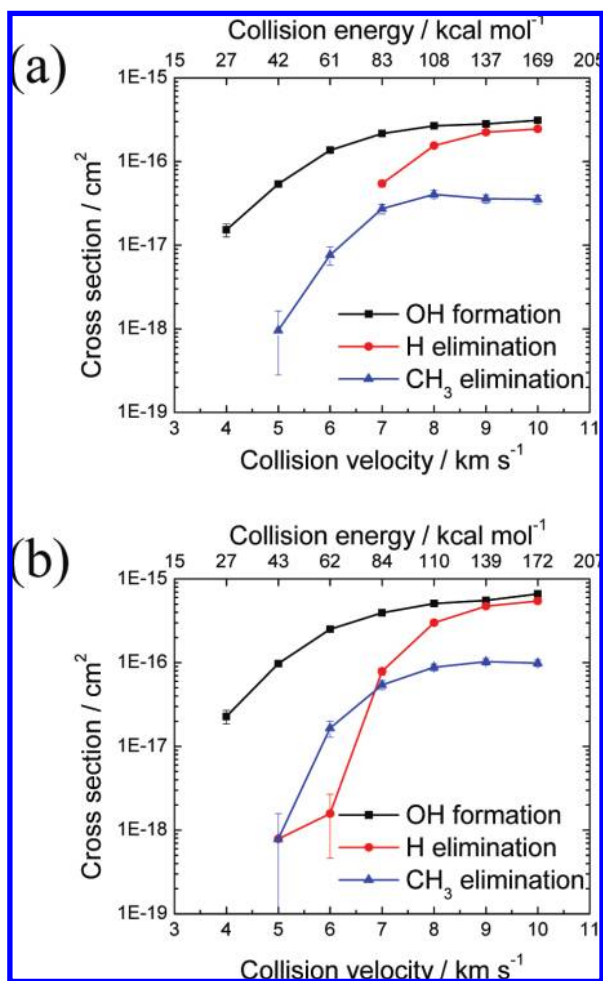 (a)
Collision energy / kcal mol⁻¹
15 27 42 61 83 108 137 169 205
1E-15
1E-16
1E-17
1E-18
1E-19
Cross section / cm²
OH formation
H elimination
CH₃ elimination
3 4 5 6 7 8 9 10 11
Collision velocity / km s⁻¹
(b)
Collision energy / kcal mol⁻¹
15 27 43 62 84 110 139 172 207
1E-15
1E-16
1E-17
1E-18
1E-19
Cross section / cm²
OH formation
H elimination
CH₃ elimination
3 4 5 6 7 8 9 10 11
Collision velocity / km s⁻¹